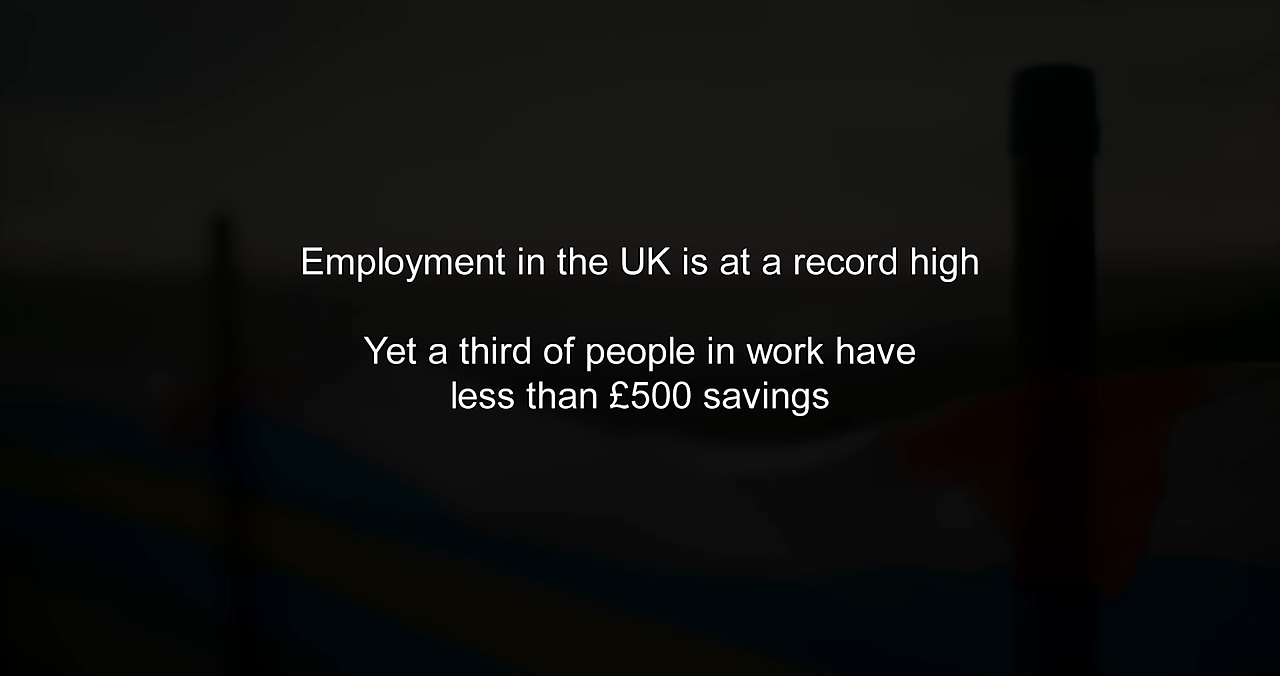 Employment in the UK is at a record high
Yet a third of people in work have
less than £500 savings